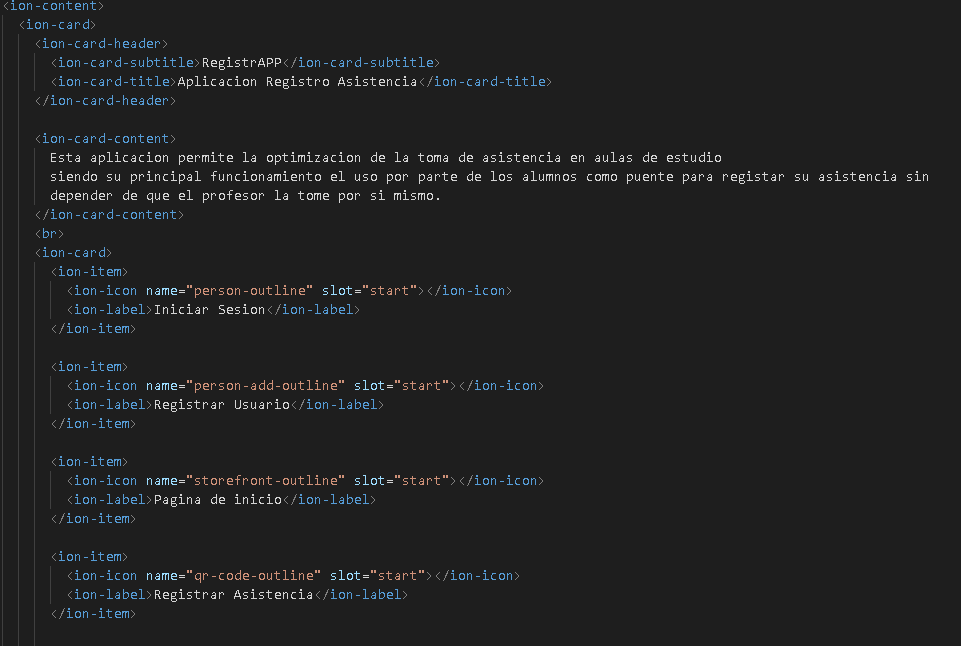 <ion-content>
<ion-card>
<ion-card-header>
<ion-card-subtitle>RegistrAPP</ion-card-subtitle>
<ion-card-title>Aplicacion Registro Asistencia</ion-card-title>
</ion-card-header>
<ion-card-content>
Esta aplicacion permite la optimizacion de la toma de asistencia en aulas de estudio
siendo su principal funcionamiento el uso por parte de los alumnos como puente para registar su asistencia sin
depender de que el profesor la tome por si mismo.
</ion-card-content>
<br>
<ion-card>
<ion-item>
<ion-icon name="person-outline" slot="start"></ion-icon>
<ion-label>Iniciar Sesion</ion-label>
</ion-item>
<ion-item>
<ion-icon name="person-add-outline" slot="start"></ion-icon>
<ion-label>Registrar Usuario</ion-label>
</ion-item>
<ion-item>
<ion-icon name="storefront-outline" slot="start"></ion-icon>
<ion-label>Pagina de inicio</ion-label>
</ion-item>
<ion-item>
<ion-icon name="qr-code-outline" slot="start"></ion-icon>
<ion-label>Registrar Asistencia</ion-label>
</ion-item>